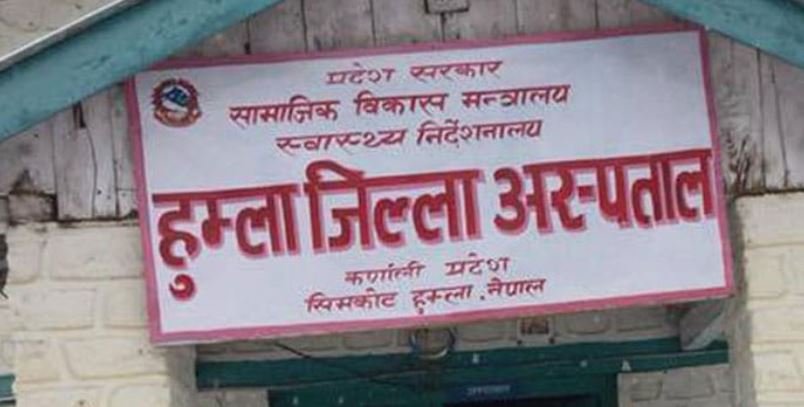 प्रदेश सरकार
सामाजिक विकास मन्त्रालय
स्वास्थ्य निर्देशनालय
हुम्ला जिल्ला अस्पताल
कर्णाली प्रदेश
सिमकोट हुम्ला, नेपाल